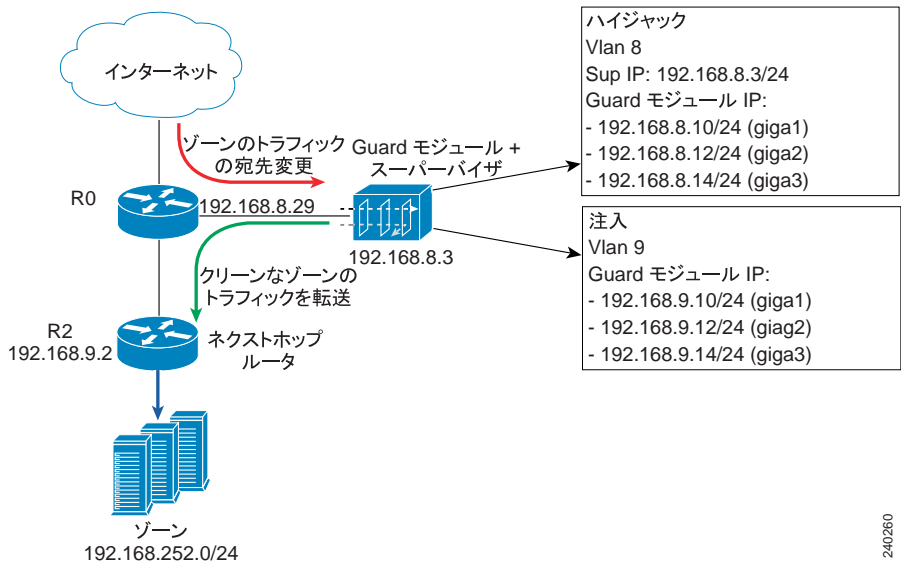 インターネット
ゾーンのトラフィック
の宛先変更
Guard モジュール +
スーパーバイザ
R0
192.168.8.29
192.168.8.3
クリーンなゾーンの
トラフィックを転送
R2
192.168.9.2
ネクストホップ
ルータ
ゾーン
192.168.252.0/24
ハイジャック
Vlan 8
Sup IP: 192.168.8.3/24
Guard モジュール IP:
- 192.168.8.10/24 (giga1)
- 192.168.8.12/24 (giga2)
- 192.168.8.14/24 (giga3)
注入
Vlan 9
Guard モジュール IP:
- 192.168.9.10/24 (giga1)
- 192.168.9.12/24 (giag2)
- 192.168.9.14/24 (giga3)
240260